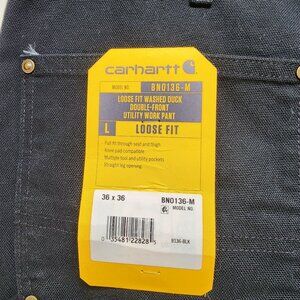 carhartt
MODEL NO. BN0136-M
LOOSE FIT WASHED DUCK
DOUBLE-FRONT
UTILITY WORK PANT
L LOOSE FIT
Full fit through seat and thigh
Knee pad compatible
Multiple tool and utility pockets
Straight leg opening
36 x 36 BN0136-M
MODEL NO.
0 35481 22828 5
B136-BLK